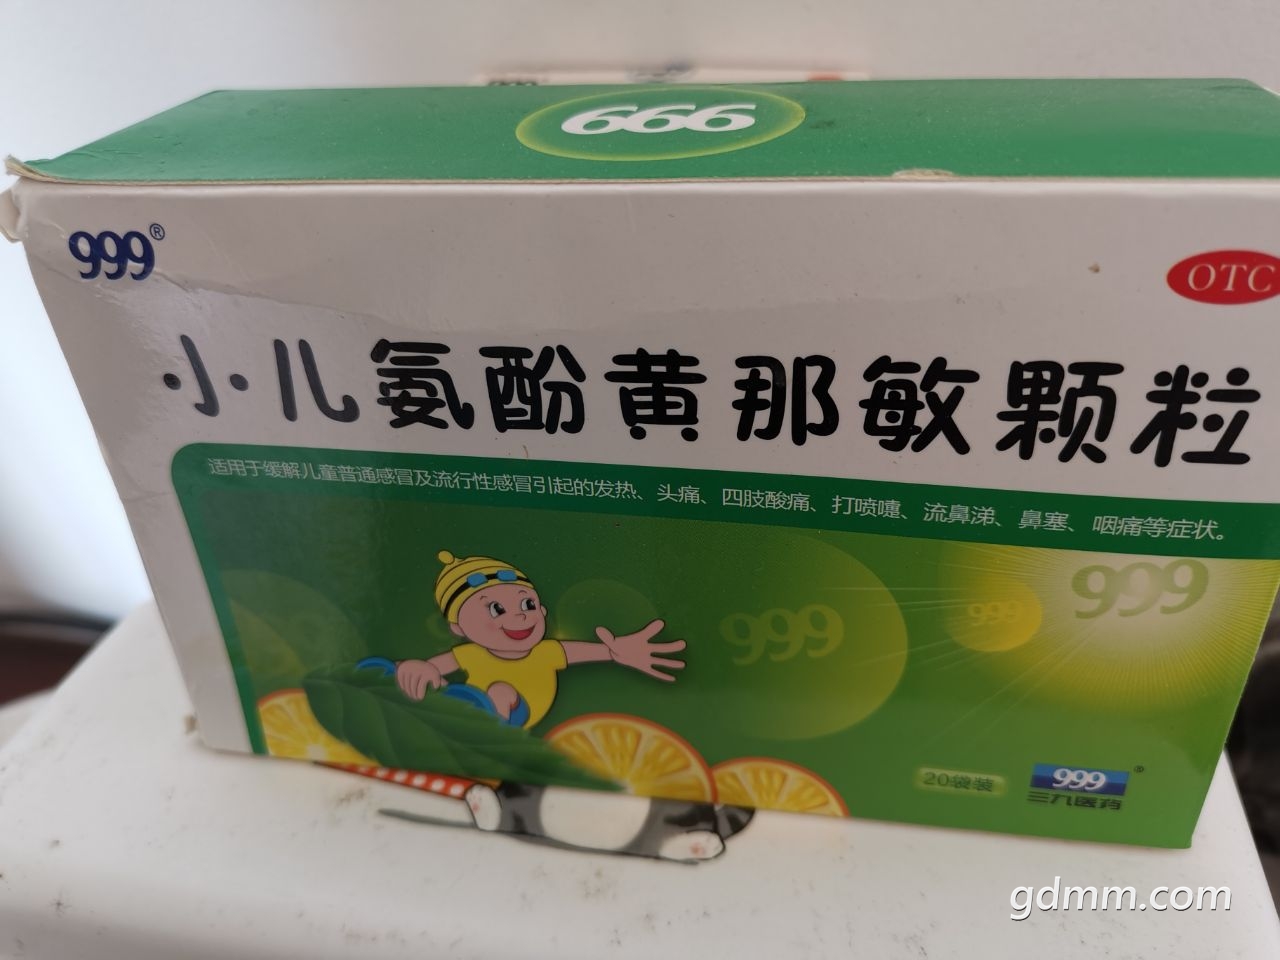 999
999®
OTC
小儿氨酚黄那敏颗粒
适用于缓解儿童普通感冒及流行性感冒引起的发热、头痛、四肢酸痛、打喷嚏、流鼻涕、鼻塞、咽痛等症状。
999
999
999
20袋装
999®
三九医药
gdmm.com